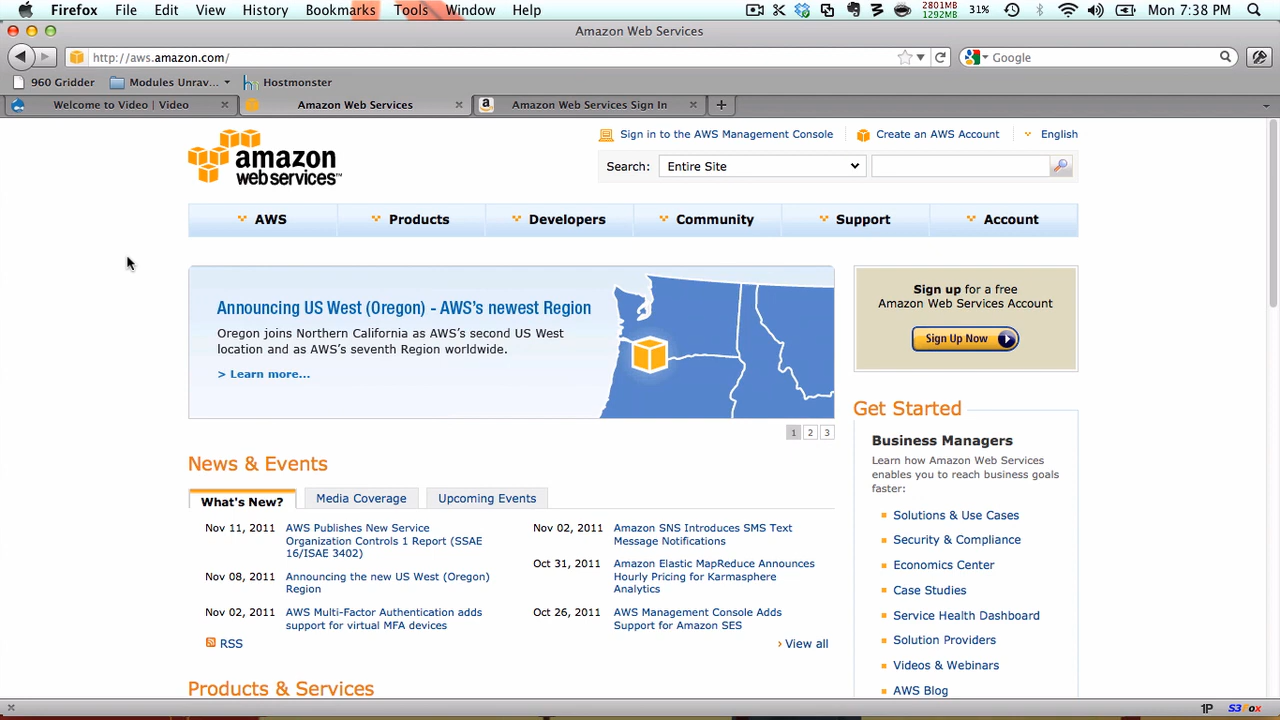 Firefox File Edit View History Bookmarks Tools Window Help 2801MB 1292MB 31% Mon 7:38 PM
Amazon Web Services
http://aws.amazon.com/ Google
960 Gridder Modules Unrav... Hostmonster
Welcome to Video | Video Amazon Web Services Amazon Web Services Sign In
Sign in to the AWS Management Console Create an AWS Account English
amazon
webservices™
Search: Entire Site
AWS Products Developers Community Support Account
Announcing US West (Oregon) - AWS's newest Region
Oregon joins Northern California as AWS's second US West
location and as AWS's seventh Region worldwide.
> Learn more...
1 2 3
Sign up for a free
Amazon Web Services Account
Sign Up Now
Get Started
Business Managers
Learn how Amazon Web Services
enables you to reach business goals
faster:
Solutions & Use Cases
Security & Compliance
Economics Center
Case Studies
Service Health Dashboard
Solution Providers
Videos & Webinars
AWS Blog
News & Events
What's New? Media Coverage Upcoming Events
Nov 11, 2011 AWS Publishes New Service
Organization Controls 1 Report (SSAE
16/ISAE 3402)
Nov 08, 2011 Announcing the new US West (Oregon)
Region
Nov 02, 2011 AWS Multi-Factor Authentication adds
support for virtual MFA devices
Nov 02, 2011 Amazon SNS Introduces SMS Text
Message Notifications
Oct 31, 2011 Amazon Elastic MapReduce Announces
Hourly Pricing for Karmasphere
Analytics
Oct 26, 2011 AWS Management Console Adds
Support for Amazon SES
RSS
View all
Products & Services
1P S3Fox